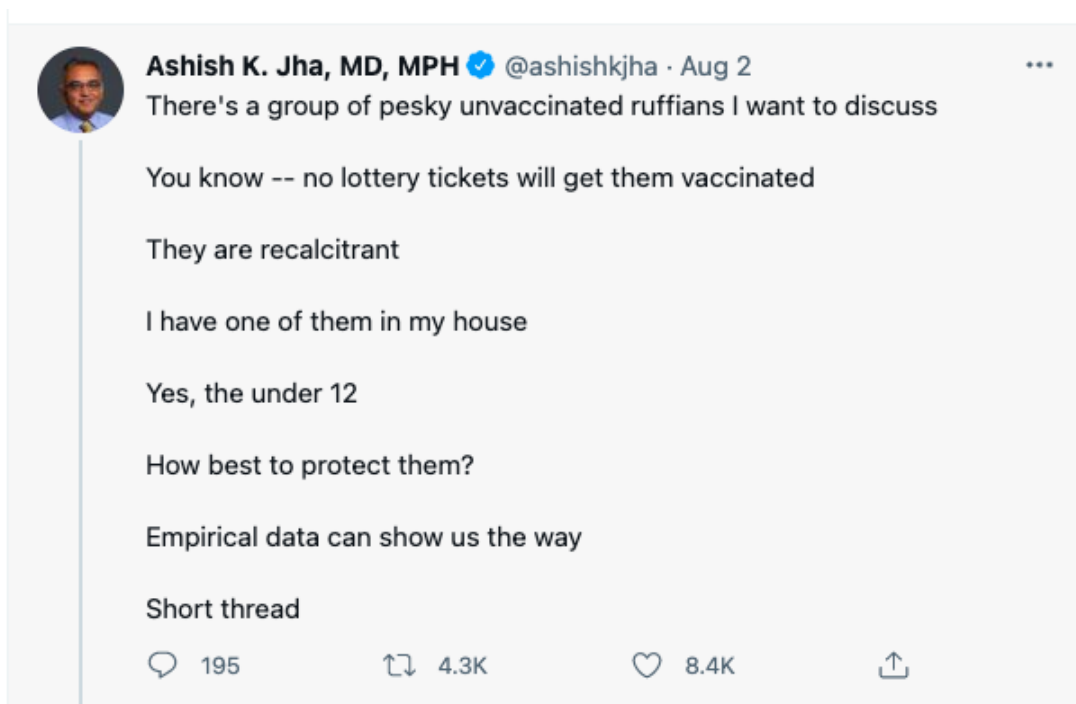 Ashish K. Jha, MD, MPH @ashishkjha · Aug 2
There's a group of pesky unvaccinated ruffians I want to discuss
You know -- no lottery tickets will get them vaccinated
They are recalcitrant
I have one of them in my house
Yes, the under 12
How best to protect them?
Empirical data can show us the way
Short thread
195 4.3K 8.4K